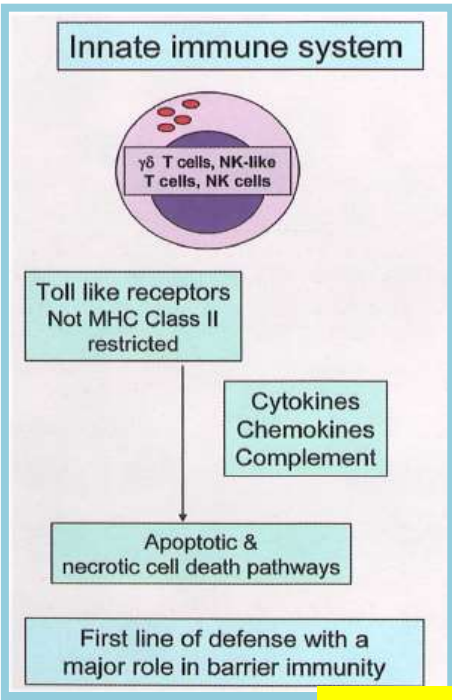 Innate immune system
γδ T cells, NK-like
T cells, NK cells
Toll like receptors
Not MHC Class II
restricted
Cytokines
Chemokines
Complement
Apoptotic &
necrotic cell death pathways
First line of defense with a
major role in barrier immunity